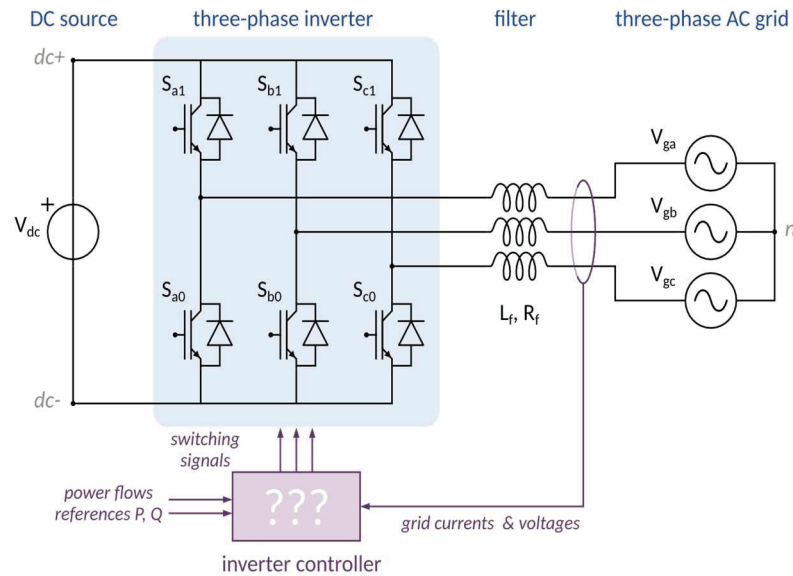 DC source
three-phase inverter
filter
three-phase AC grid
dc+
Sa1
Sb1
Sc1
Vga
+
Vdc
Vgb
n
Vgc
Sa0
Sb0
Sc0
Lf, Rf
dc-
switching
signals
power flows
references P, Q
???
grid currents & voltages
inverter controller